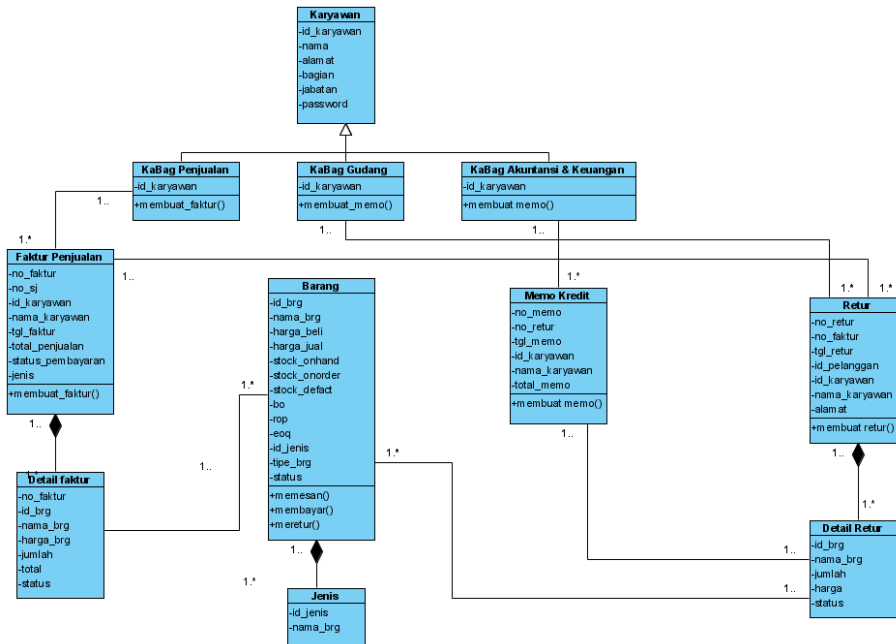 Karyawan
-id_karyawan
-nama
-alamat
-bagian
-jabatan
-password
KaBag Penjualan
-id_karyawan
+membuat_faktur()
KaBag Gudang
-id_karyawan
+membuat_memo()
KaBag Akuntansi & Keuangan
-id_karyawan
+membuat memo()
1..
1..
1..
1.*
1..
1.*
1.*
1.*
Faktur Penjualan
-no_faktur
-no_sj
-id_karyawan
-nama_karyawan
-tgl_faktur
-total_penjualan
-status_pembayaran
-jenis
+membuat_faktur()
Barang
-id_brg
-nama_brg
-harga_beli
-harga_jual
-stock_onhand
-stock_onorder
-stock_defact
-bo
-rop
-eoq
-id_jenis
-tipe_brg
-status
+memesan()
+membayar()
+meretur()
Memo Kredit
-no_memo
-no_retur
-tgl_memo
-id_karyawan
-nama_karyawan
-total_memo
+membuat memo()
Retur
-no_retur
-no_faktur
-tgl_retur
-id_pelanggan
-id_karyawan
-nama_karyawan
-alamat
+membuat retur()
1.*
1..
1..
1..
1..
1.*
1.*
Detail faktur
-no_faktur
-id_brg
-nama_brg
-harga_brg
-jumlah
-total
-status
1.*
Detail Retur
-id_brg
-nama_brg
-jumlah
-harga
-status
1..
1..
1..
1.*
Jenis
-id_jenis
-nama_brg